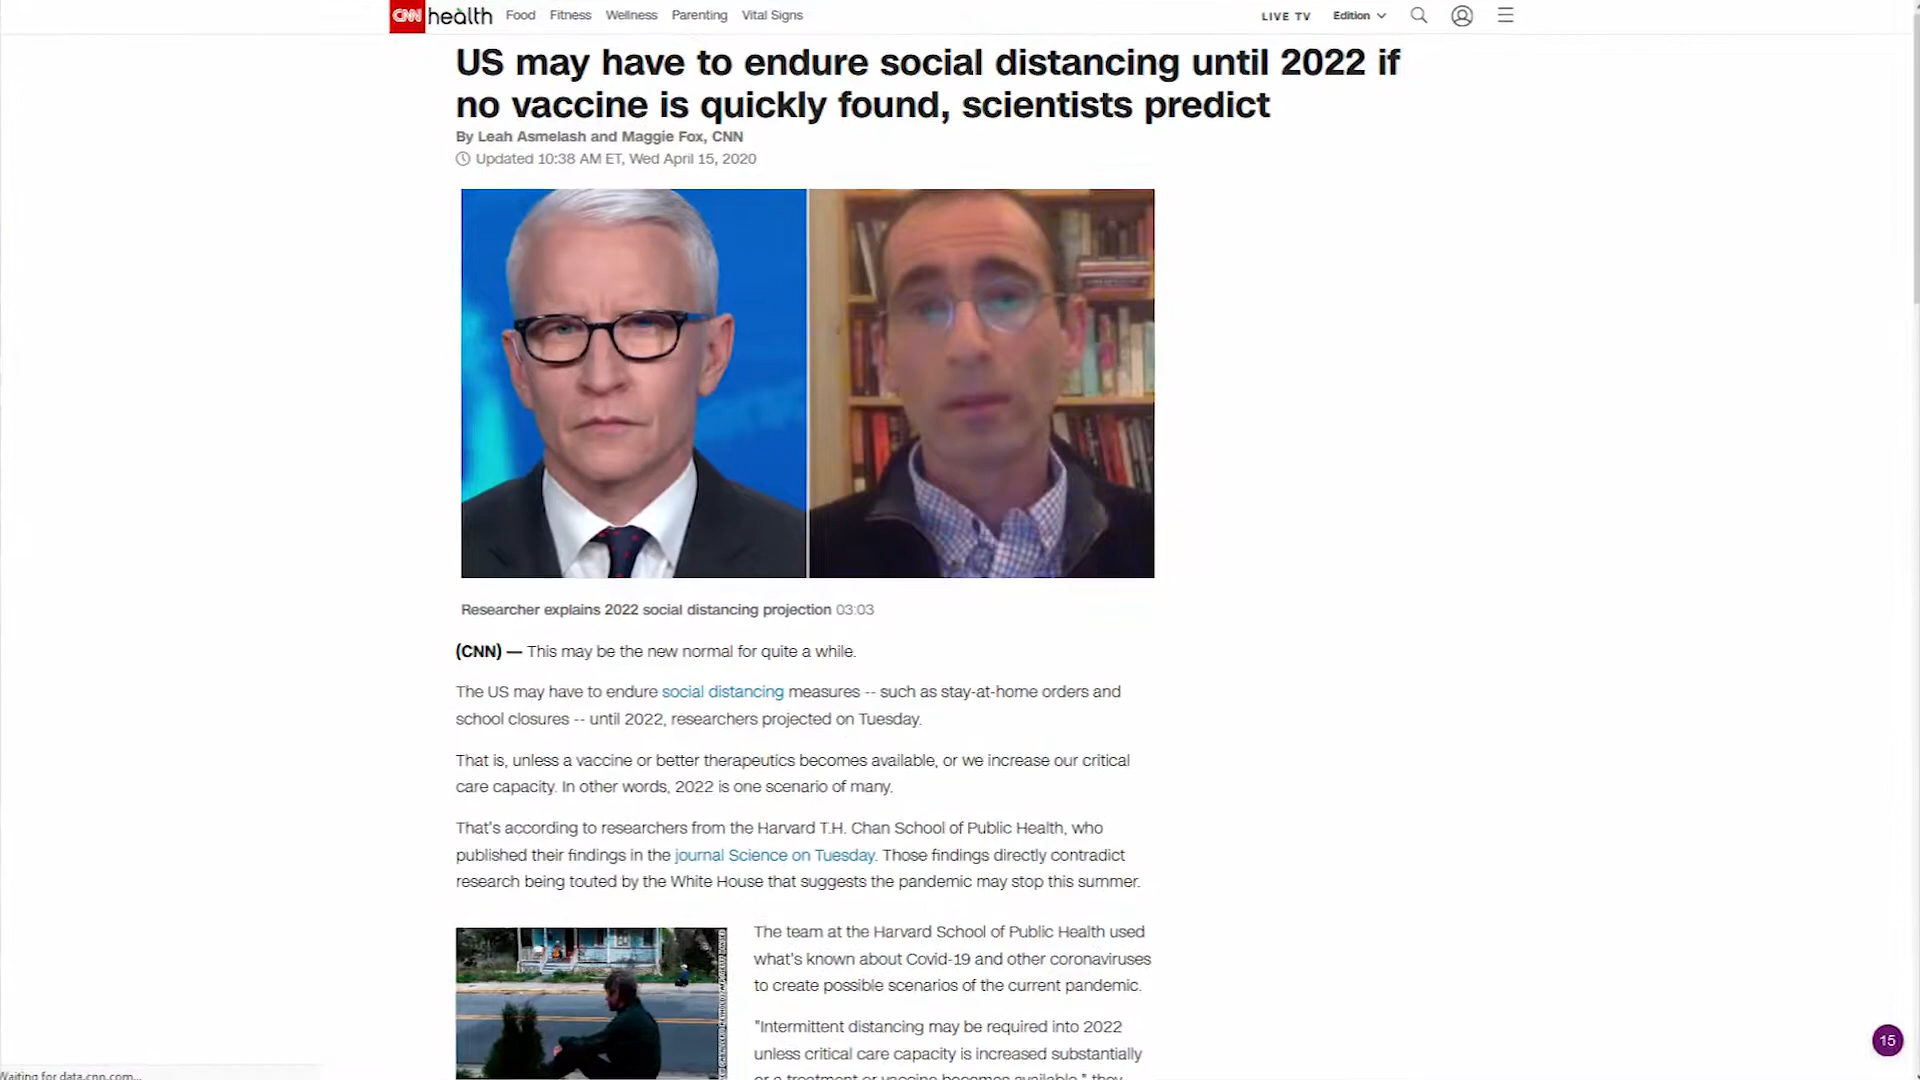 CNN health Food Fitness Wellness Parenting Vital Signs LIVE TV Edition
US may have to endure social distancing until 2022 if
no vaccine is quickly found, scientists predict
By Leah Asmelash and Maggie Fox, CNN
Updated 10:38 AM ET, Wed April 15, 2020
Researcher explains 2022 social distancing projection 03:03
(CNN) — This may be the new normal for quite a while.
The US may have to endure social distancing measures -- such as stay-at-home orders and
school closures -- until 2022, researchers projected on Tuesday.
That is, unless a vaccine or better therapeutics becomes available, or we increase our critical
care capacity. In other words, 2022 is one scenario of many.
That's according to researchers from the Harvard T.H. Chan School of Public Health, who
published their findings in the journal Science on Tuesday. Those findings directly contradict
research being touted by the White House that suggests the pandemic may stop this summer.
The team at the Harvard School of Public Health used
what's known about Covid-19 and other coronaviruses
to create possible scenarios of the current pandemic.
"Intermittent distancing may be required into 2022
unless critical care capacity is increased substantially
or a treatment or vaccine becomes available," they
15
Waiting for data.cnn.com...